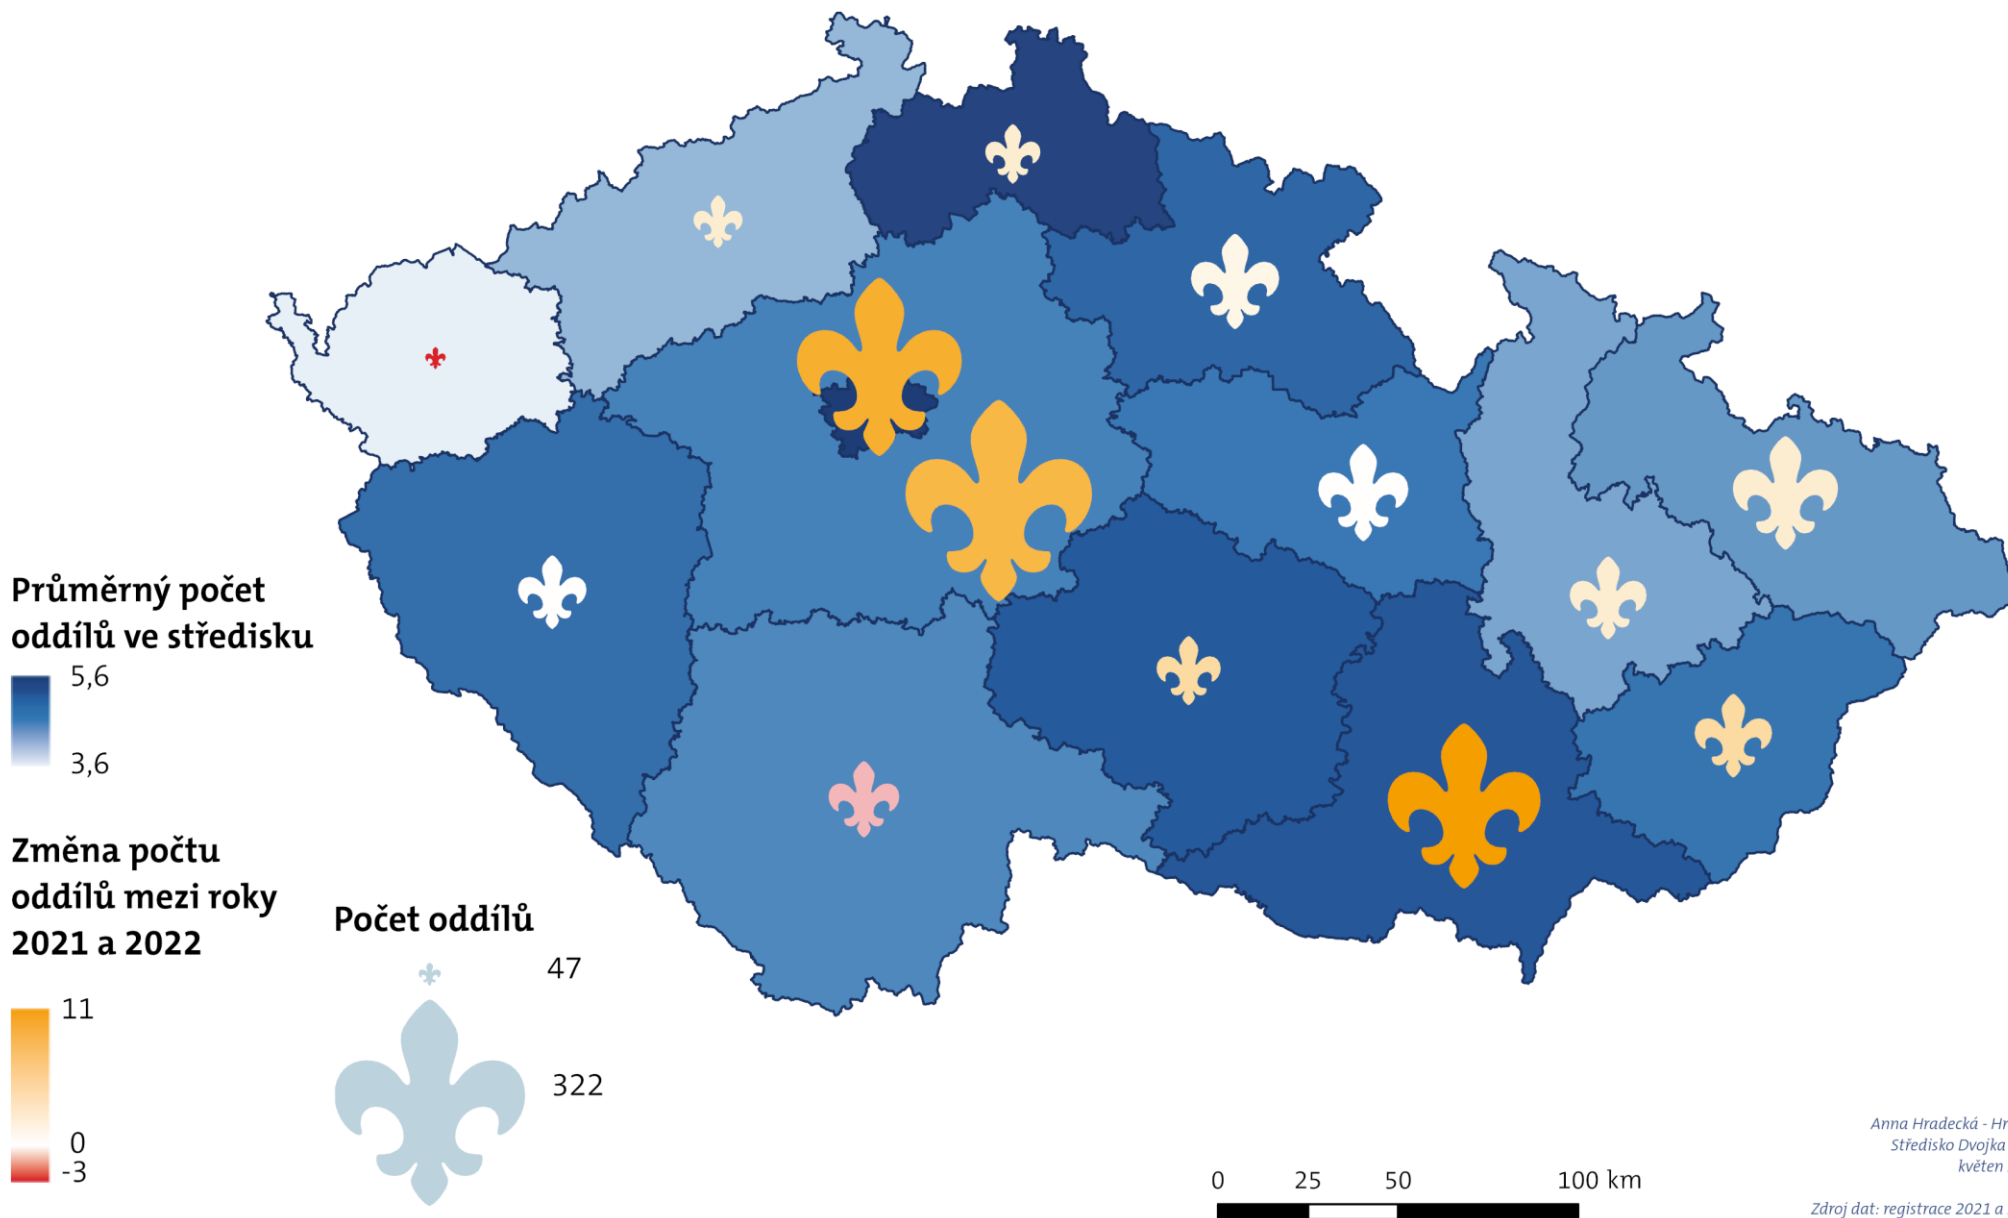 Průměrný počet
oddílů ve středisku
5,6
3,6
Změna počtu
oddílů mezi roky
2021 a 2022
11
0
-3
Počet oddílů
47
322
0 25 50 100 km
Anna Hradecká -
Středisko Dvojka
květen
Zdroj dat: registrace 2021 a